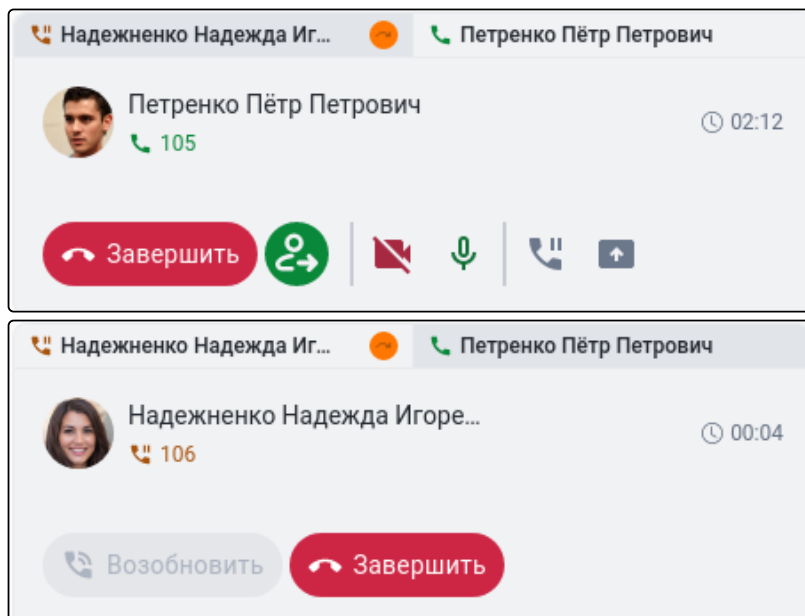 Надежненко Надежда Иг... Петренко Пётр Петрович
Петренко Пётр Петрович
02:12
105
Завершить
Надежненко Надежда Иг... Петренко Пётр Петрович
Надежненко Надежда Игоре...
00:04
106
Возобновить Завершить